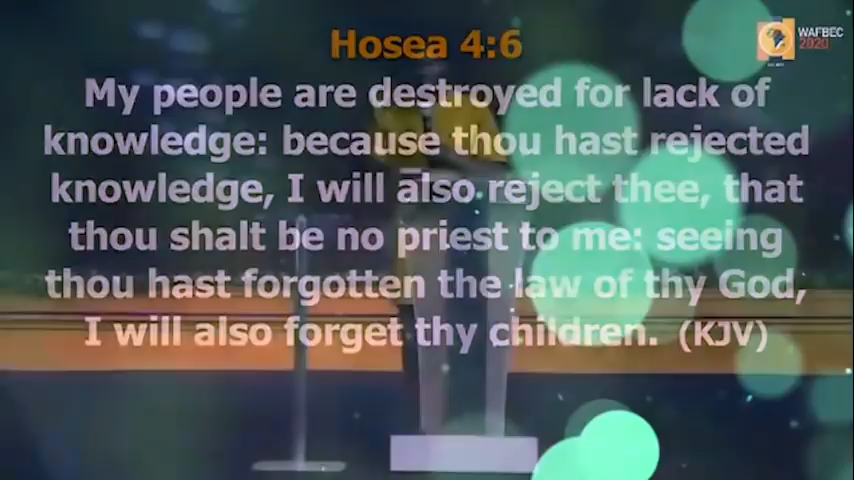 Hosea 4:6
My people are destroyed for lack of
knowledge: because thou hast rejected
knowledge, I will also reject thee, that
thou shalt be no priest to me: seeing
thou hast forgotten the law of thy God,
I will also forget thy children. (KJV)
WAFBEC
2020